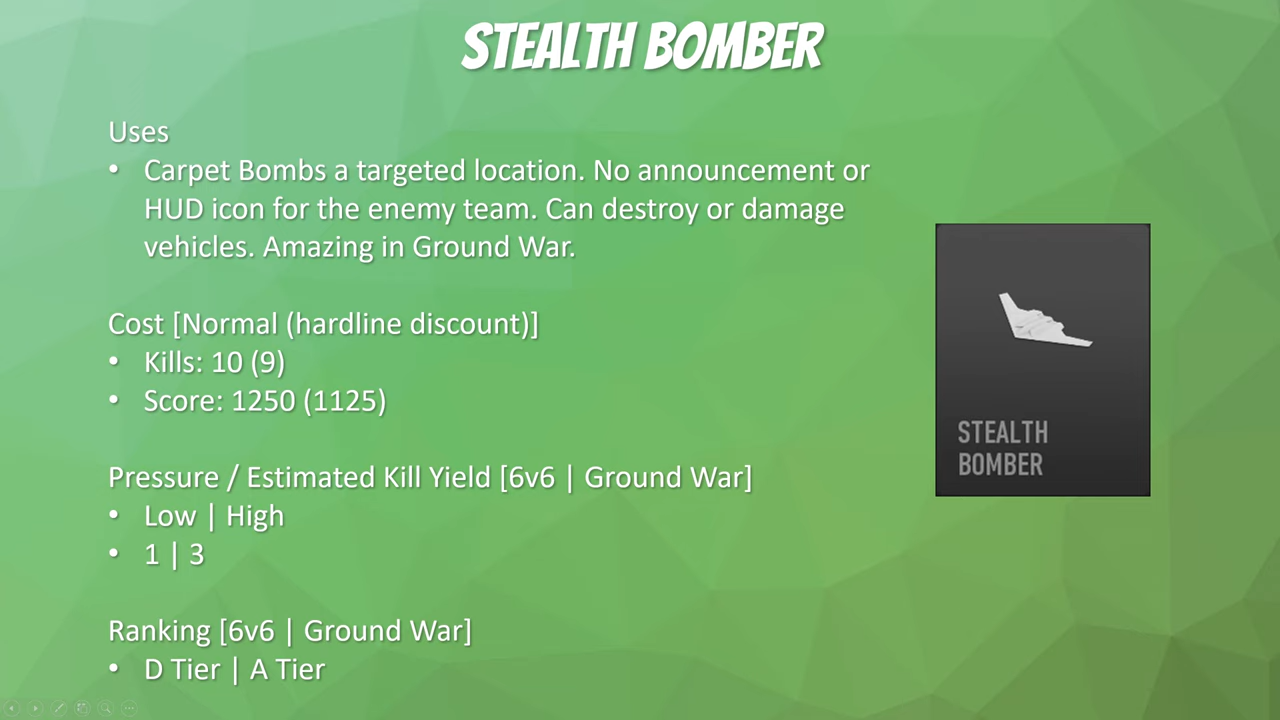 STEALTH BOMBER
Uses
• Carpet Bombs a targeted location. No announcement or
HUD icon for the enemy team. Can destroy or damage
vehicles. Amazing in Ground War.
Cost [Normal (hardline discount)]
• Kills: 10 (9)
• Score: 1250 (1125)
Pressure / Estimated Kill Yield [6v6 | Ground War]
• Low | High
• 1 | 3
Ranking [6v6 | Ground War]
• D Tier | A Tier
STEALTH
BOMBER